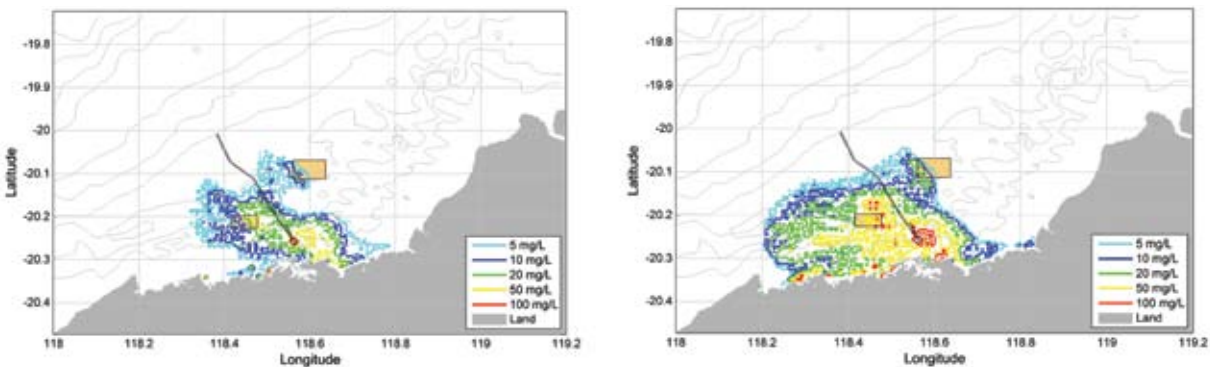 -19.8
-19.9
-20
-20.1
-20.2
-20.3
-20.4
Latitude
118
118.2
118.4
118.6
118.8
119
119.2
Longitude
5 mg/L
10 mg/L
20 mg/L
50 mg/L
100 mg/L
Land
-19.8
-19.9
-20
-20.1
-20.2
-20.3
-20.4
Latitude
118
118.2
118.4
118.6
118.8
119
119.2
Longitude
5 mg/L
10 mg/L
20 mg/L
50 mg/L
100 mg/L
Land